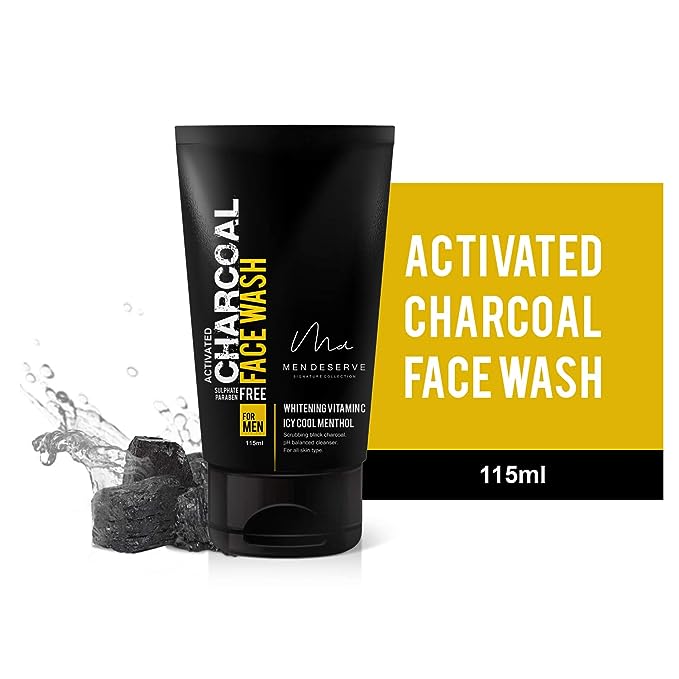 ACTIVATED
CHARCOAL
FACE WASH
SULPHATE
PARABEN FREE
FOR
MEN
115ml
Md
MEN DESERVE
SIGNATURE COLLECTION
WHITENING VITAMIN C
ICY COOL MENTHOL
Scrubbing black charcoal.
pH balanced cleanser.
For all skin type.
ACTIVATED
CHARCOAL
FACE WASH
115ml